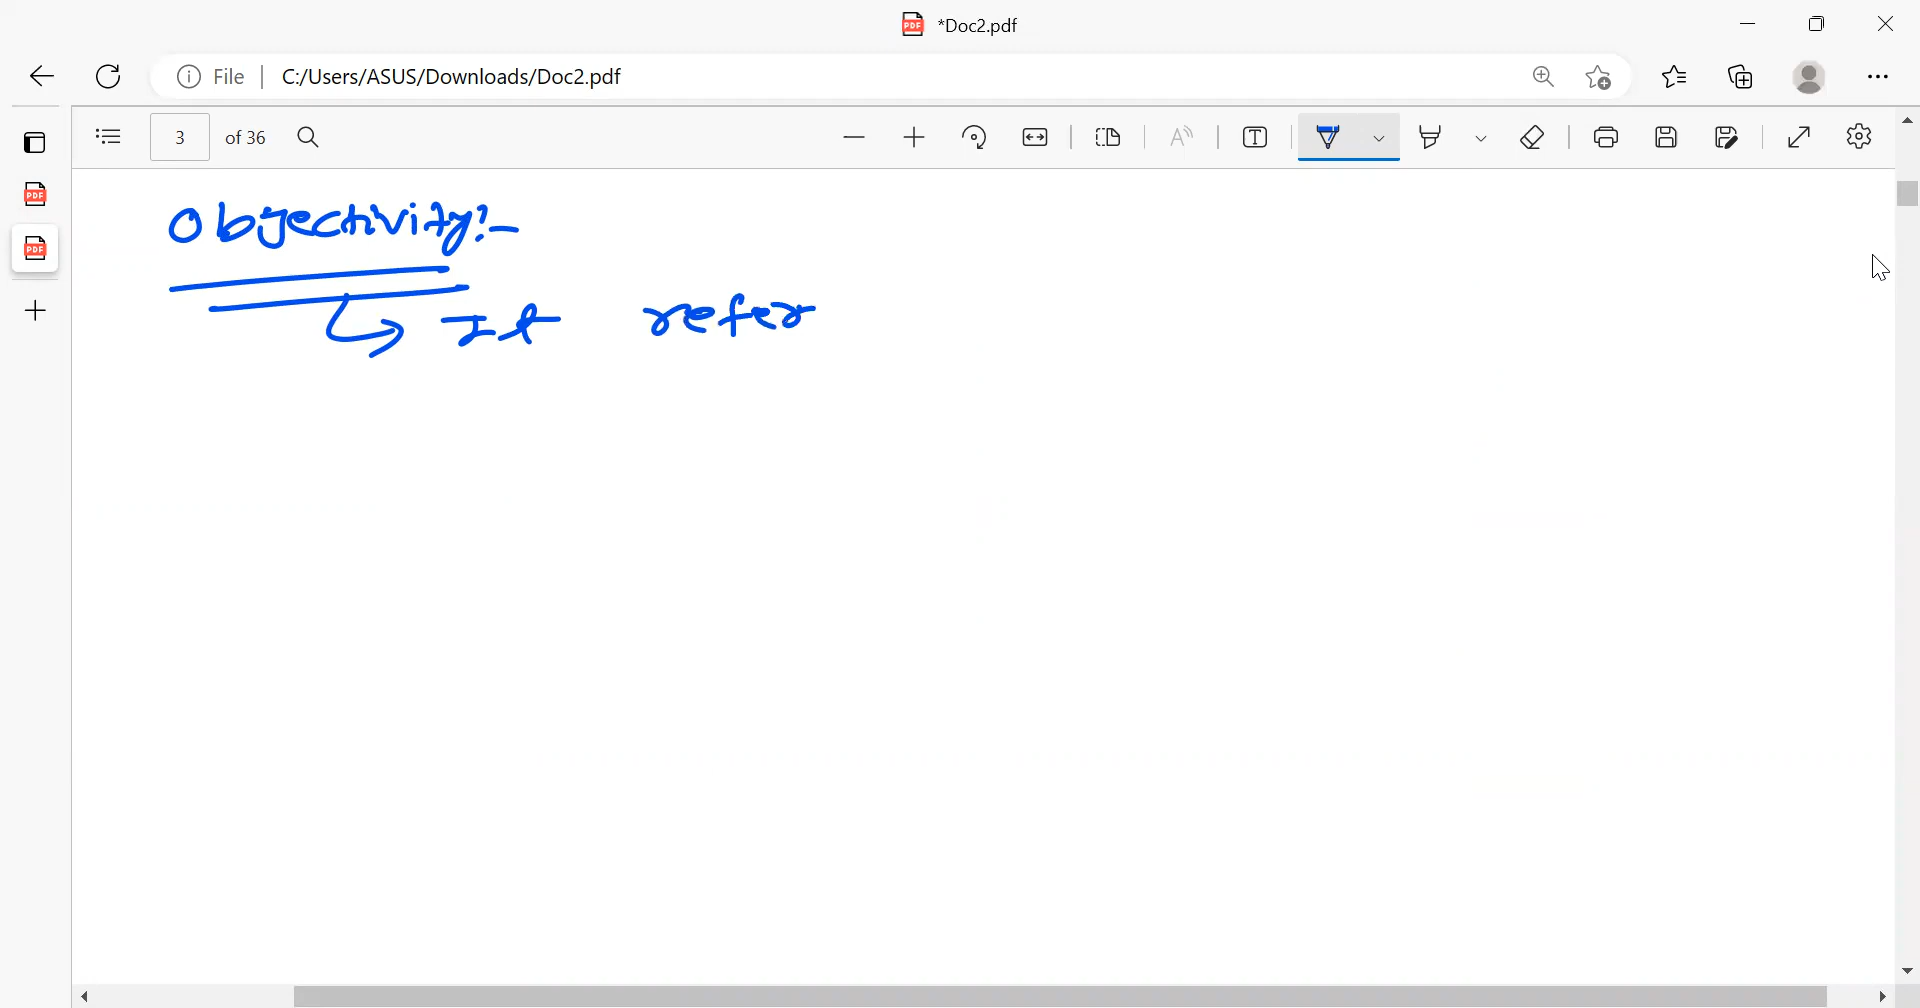 *Doc2.pdf
File C:/Users/ASUS/Downloads/Doc2.pdf
3 of 36
Objectivity:-
It refer